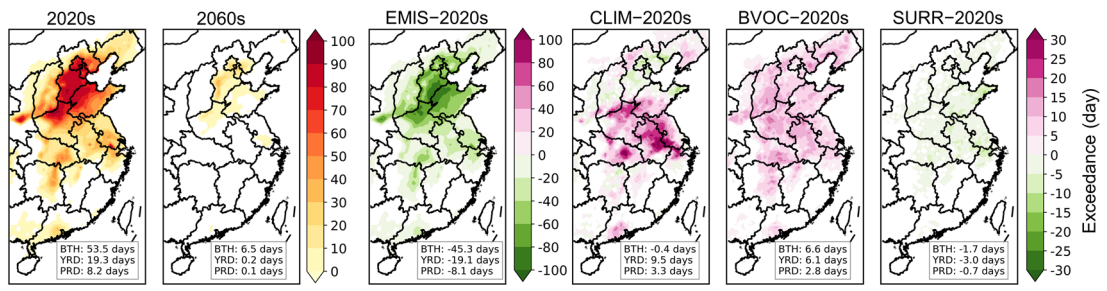 2020s
2060s
EMIS−2020s
CLIM−2020s
BVOC−2020s
SURR−2020s
100
90
80
70
60
50
40
30
20
10
0
100
80
60
40
20
0
-20
-40
-60
-80
-100
30
25
20
15
10
5
0
-5
-10
-15
-20
-25
-30
Exceedance (day)
BTH: 53.5 days
YRD: 19.3 days
PRD: 8.2 days
BTH: 6.5 days
YRD: 0.2 days
PRD: 0.1 days
BTH: -45.3 days
YRD: -19.1 days
PRD: -8.1 days
BTH: -0.4 days
YRD: 9.5 days
PRD: 3.3 days
BTH: 6.6 days
YRD: 6.1 days
PRD: 2.8 days
BTH: -1.7 days
YRD: -3.0 days
PRD: -0.7 days